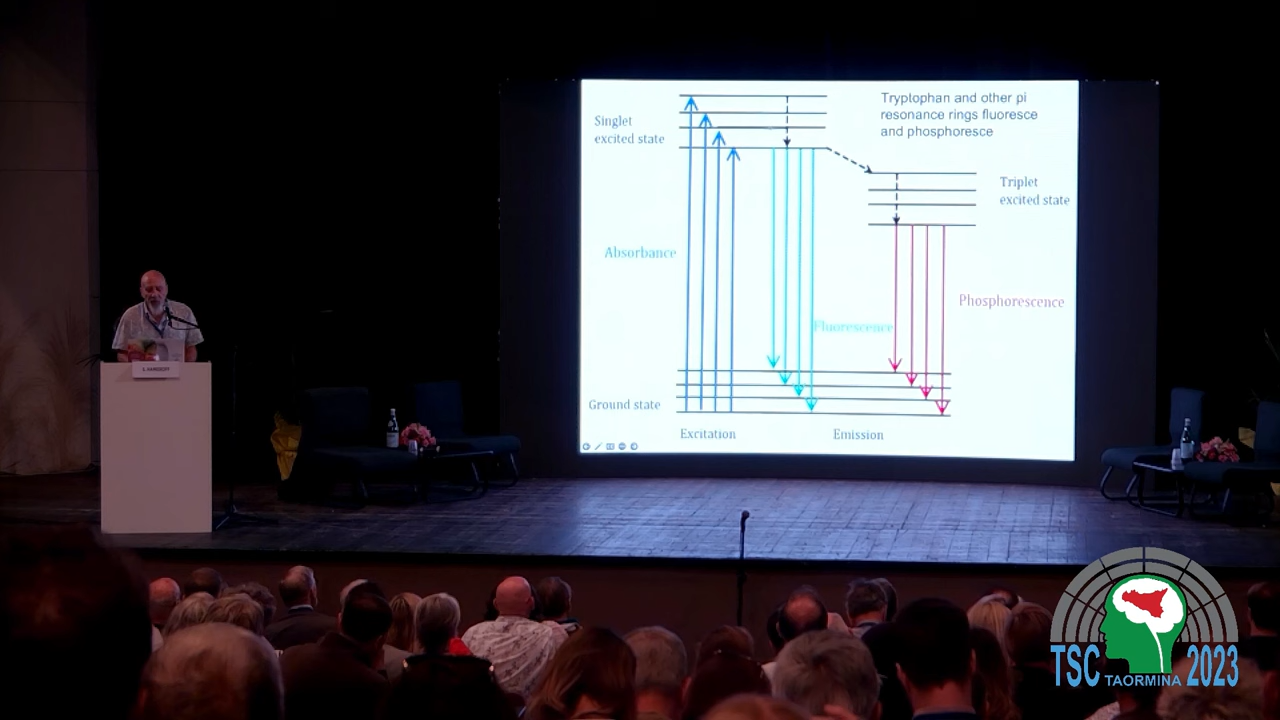 Tryptophan and other pi
resonance rings fluoresce
and phosphoresce
Singlet
excited state
Triplet
excited state
Absorbance
Phosphorescence
Fluorescence
Ground state
Excitation
Emission
S. HAMEROFF
TSC TAORMINA 2023